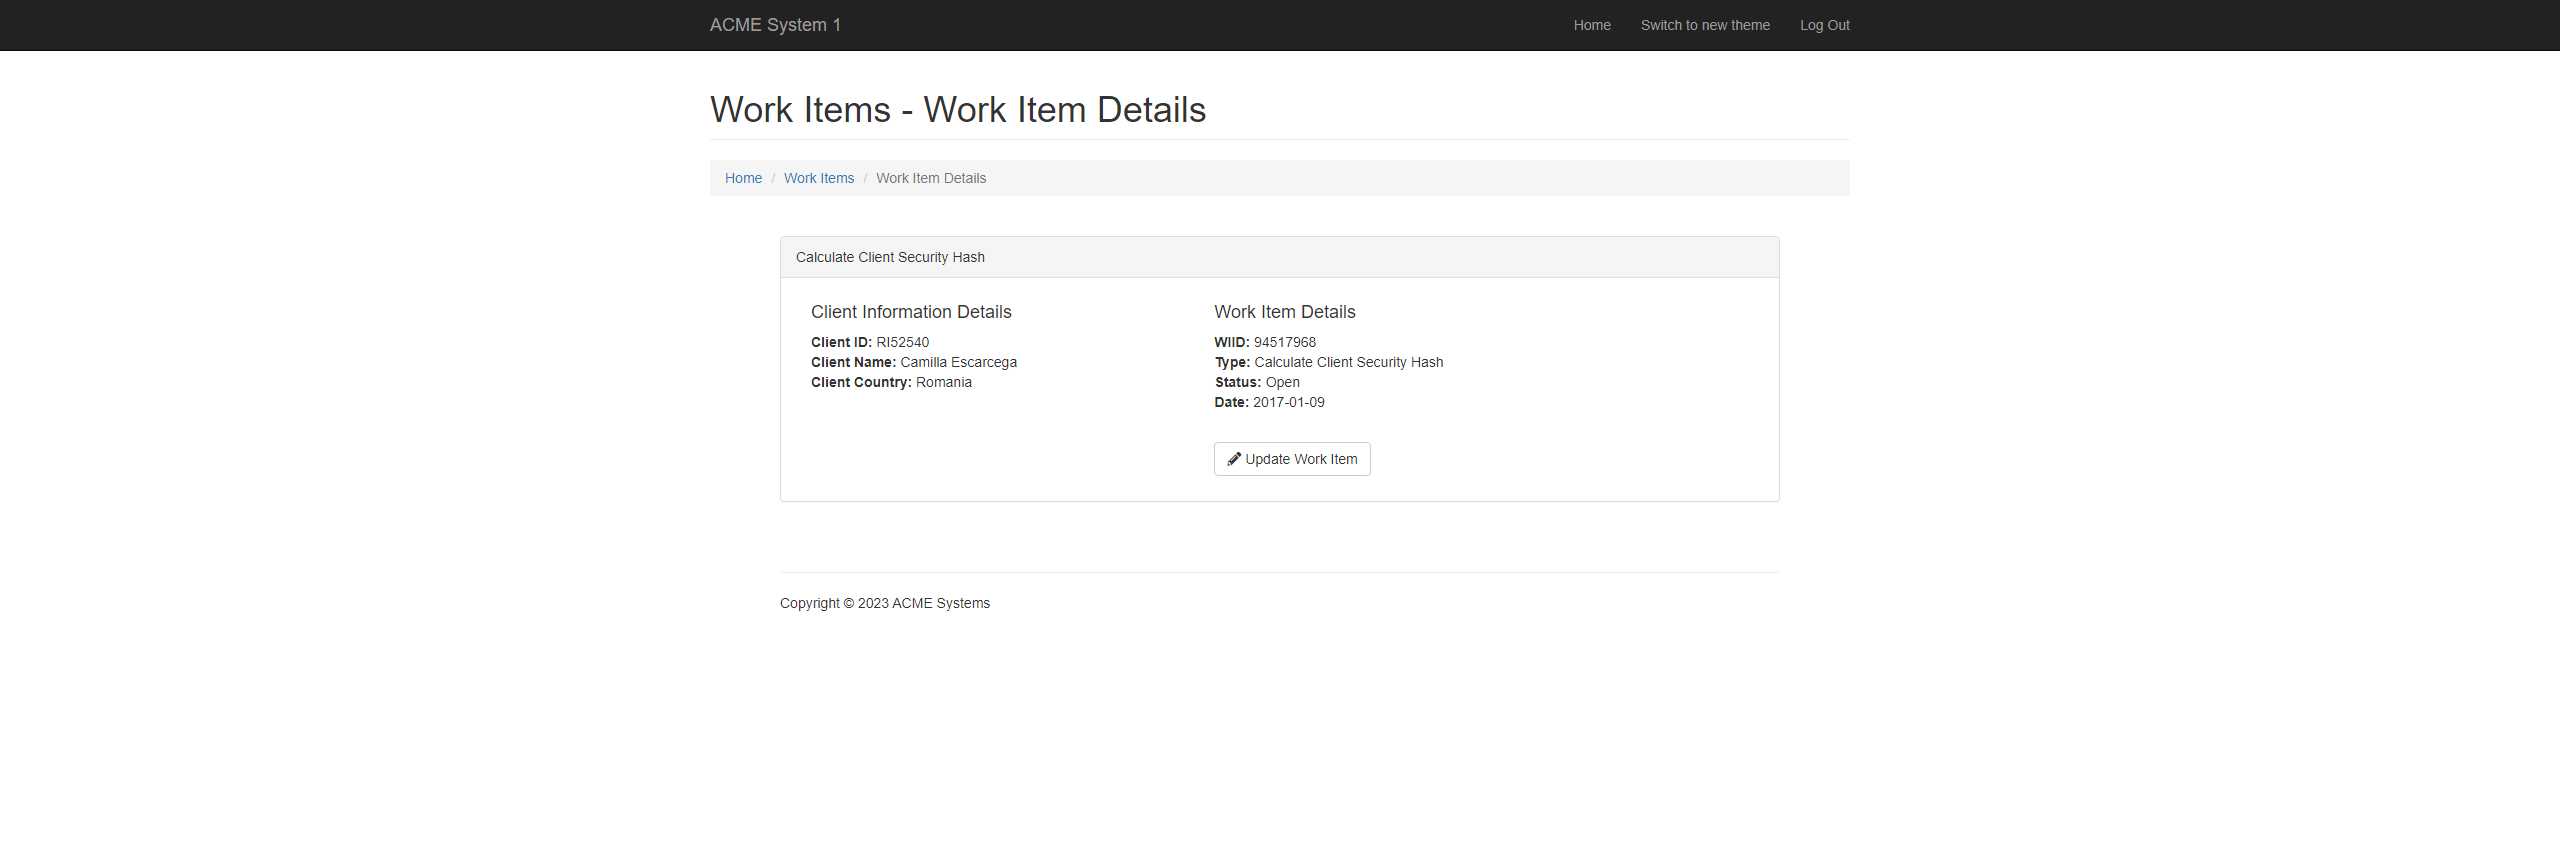 ACME System 1
Home
Switch to new theme
Log Out
Work Items - Work Item Details
Home / Work Items / Work Item Details
Calculate Client Security Hash
Client Information Details
Client ID: RI52540
Client Name: Camilla Escarcega
Client Country: Romania
Work Item Details
WIID: 94517968
Type: Calculate Client Security Hash
Status: Open
Date: 2017-01-09
Update Work Item
Copyright © 2023 ACME Systems